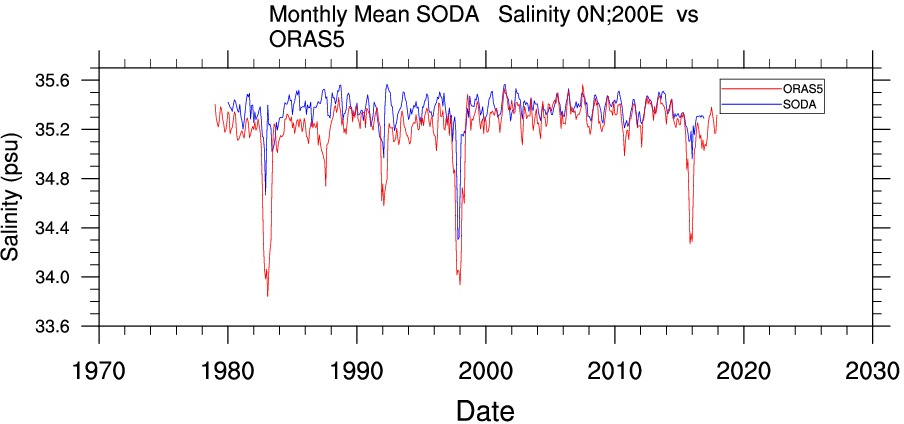 Monthly Mean SODA   Salinity 0N;200E  vs
ORAS5
35.6
35.2
34.8
34.4
34.0
33.6
Salinity (psu)
ORAS5
SODA
1970 1980 1990 2000 2010 2020 2030
Date